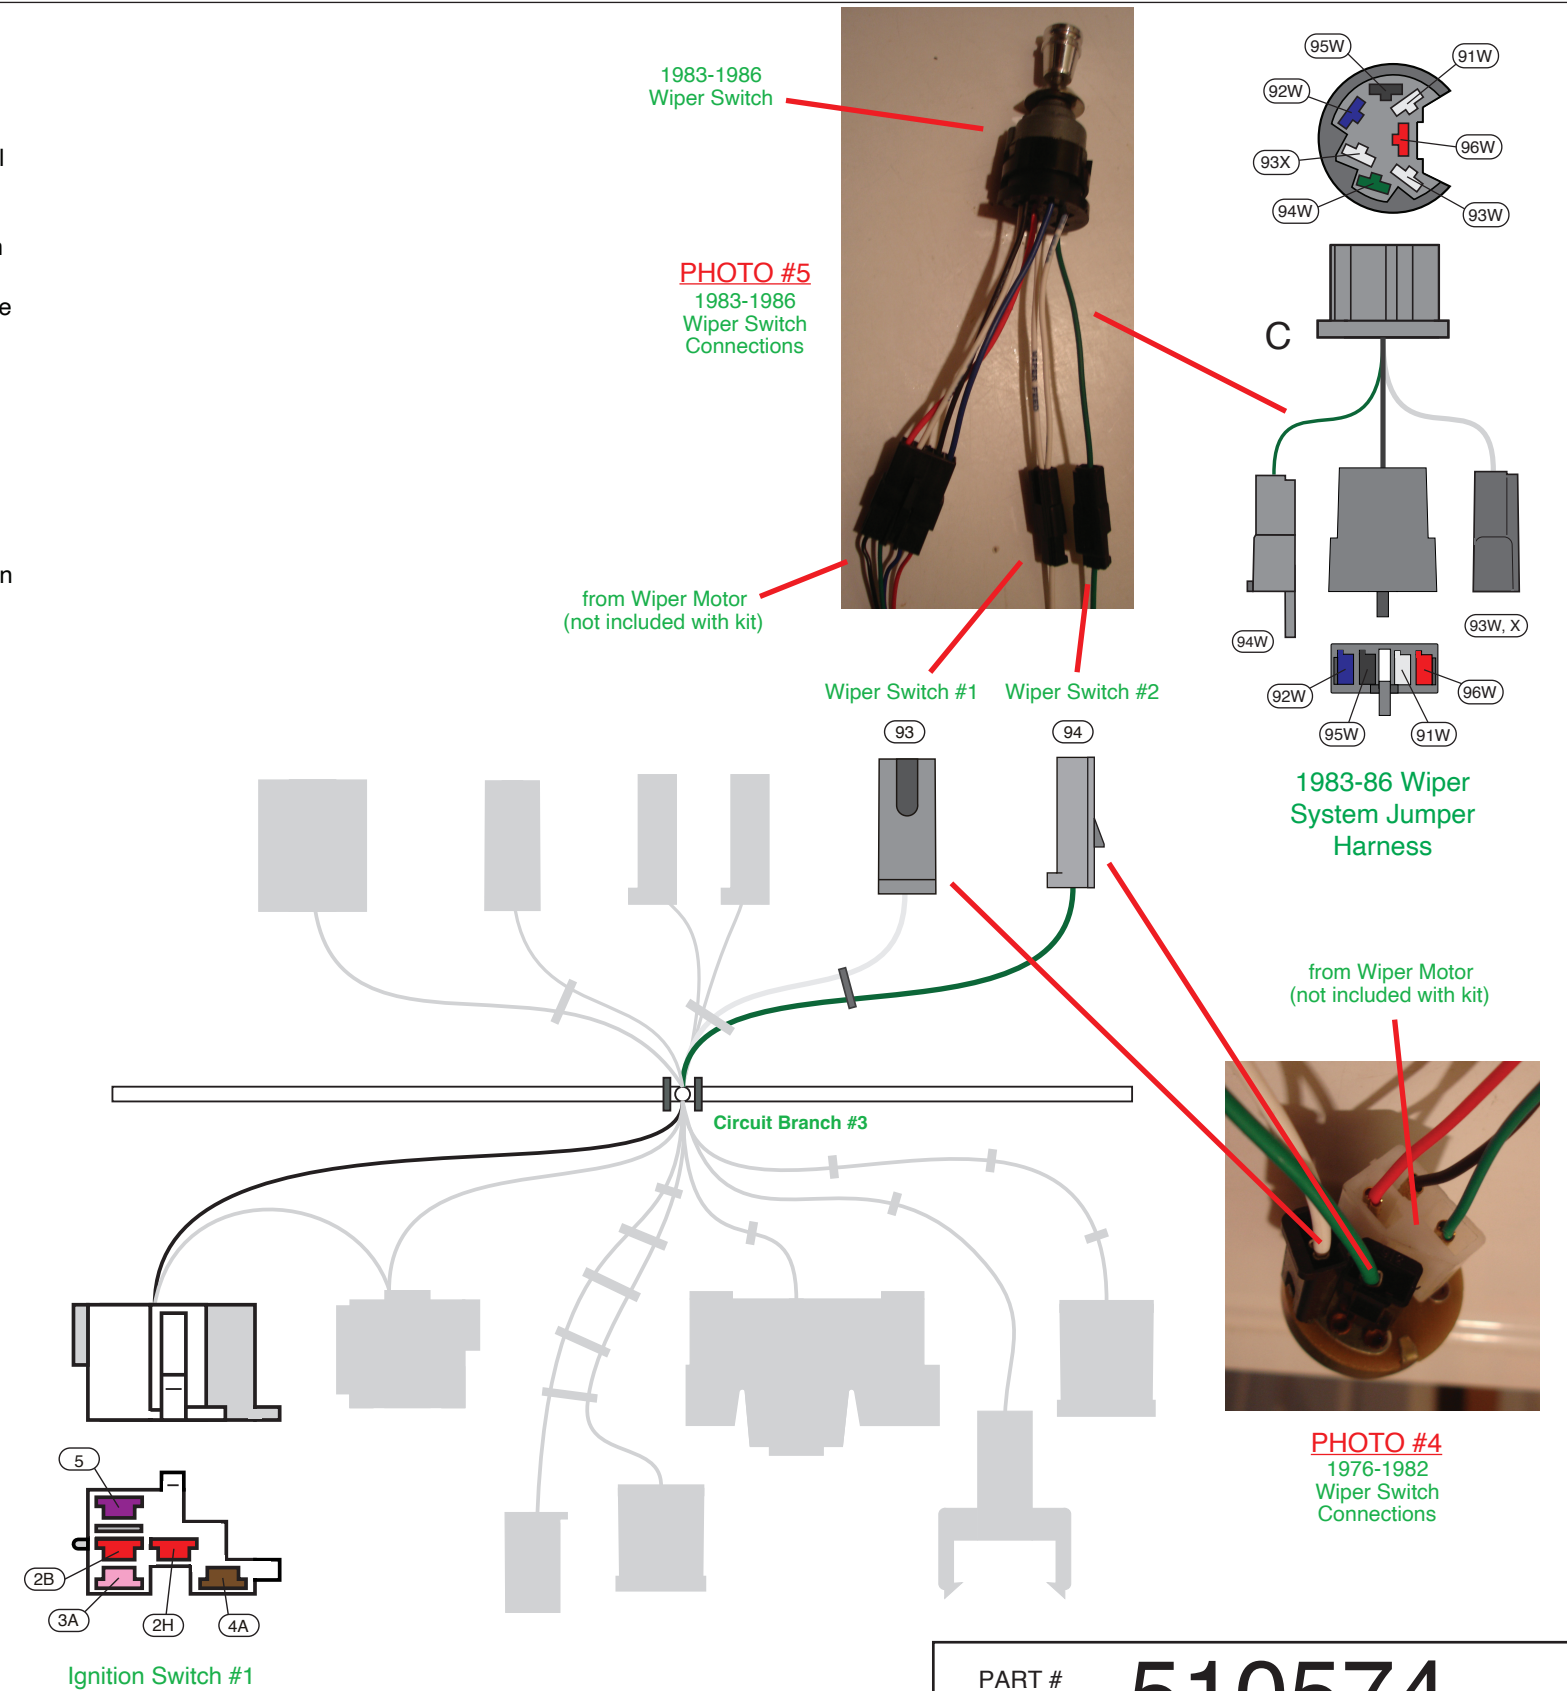 1983-1986
Wiper Switch
PHOTO #5
1983-1986
Wiper Switch
Connections
95W
91W
92W
96W
93X
94W
93W
C
from Wiper Motor
(not included with kit)
94W
93W, X
Wiper Switch #1
Wiper Switch #2
93
94
92W
96W
95W
91W
1983-86 Wiper
System Jumper
Harness
from Wiper Motor
(not included with kit)
Circuit Branch #3
PHOTO #4
1976-1982
Wiper Switch
Connections
5
2B
3A
2H
4A
Ignition Switch #1
PART #
510574